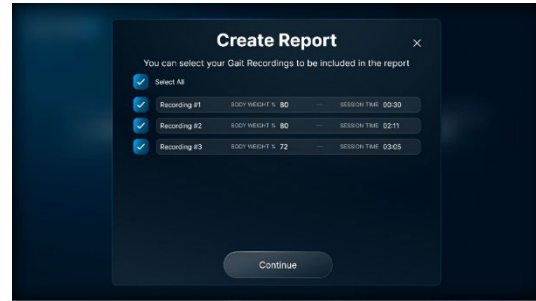 Create Report
You can select your Gait Recordings to be included in the report
Select All
Recording #1 BODY WEIGHT % 80 — SESSION TIME 00:30
Recording #2 BODY WEIGHT % 80 — SESSION TIME 02:11
Recording #3 BODY WEIGHT % 72 — SESSION TIME 03:05
Continue